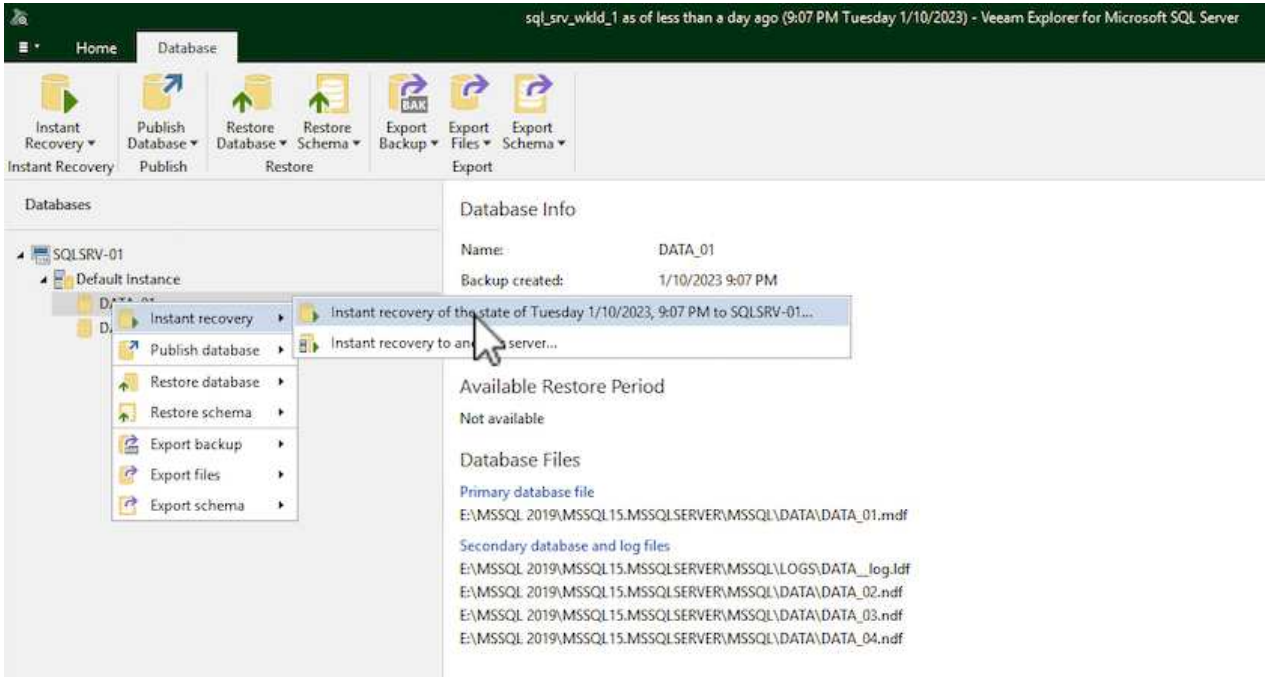 sql_srv_wkld_1 as of less than a day ago (9:07 PM Tuesday 1/10/2023) - Veeam Explorer for Microsoft SQL Server
Home Database
Instant Recovery
Publish Database
Restore Database
Restore Schema
Export Backup
BAK
Export Files
Export Schema
Instant Recovery Publish Restore Export
Databases
SQLSRV-01
Default Instance
Instant recovery
Publish database
Restore database
Restore schema
Export backup
Export files
Export schema
Instant recovery of the state of Tuesday 1/10/2023, 9:07 PM to SQLSRV-01...
Instant recovery to server...
Database Info
Name: DATA_01
Backup created: 1/10/2023 9:07 PM
Available Restore Period
Not available
Database Files
Primary database file
E:\MSSQL 2019\MSSQL15.MSSQLSERVER\MSSQL\DATA\DATA_01.mdf
Secondary database and log files
E:\MSSQL 2019\MSSQL15.MSSQLSERVER\MSSQL\LOGS\DATA__log.ldf
E:\MSSQL 2019\MSSQL15.MSSQLSERVER\MSSQL\DATA\DATA_02.ndf
E:\MSSQL 2019\MSSQL15.MSSQLSERVER\MSSQL\DATA\DATA_03.ndf
E:\MSSQL 2019\MSSQL15.MSSQLSERVER\MSSQL\DATA\DATA_04.ndf